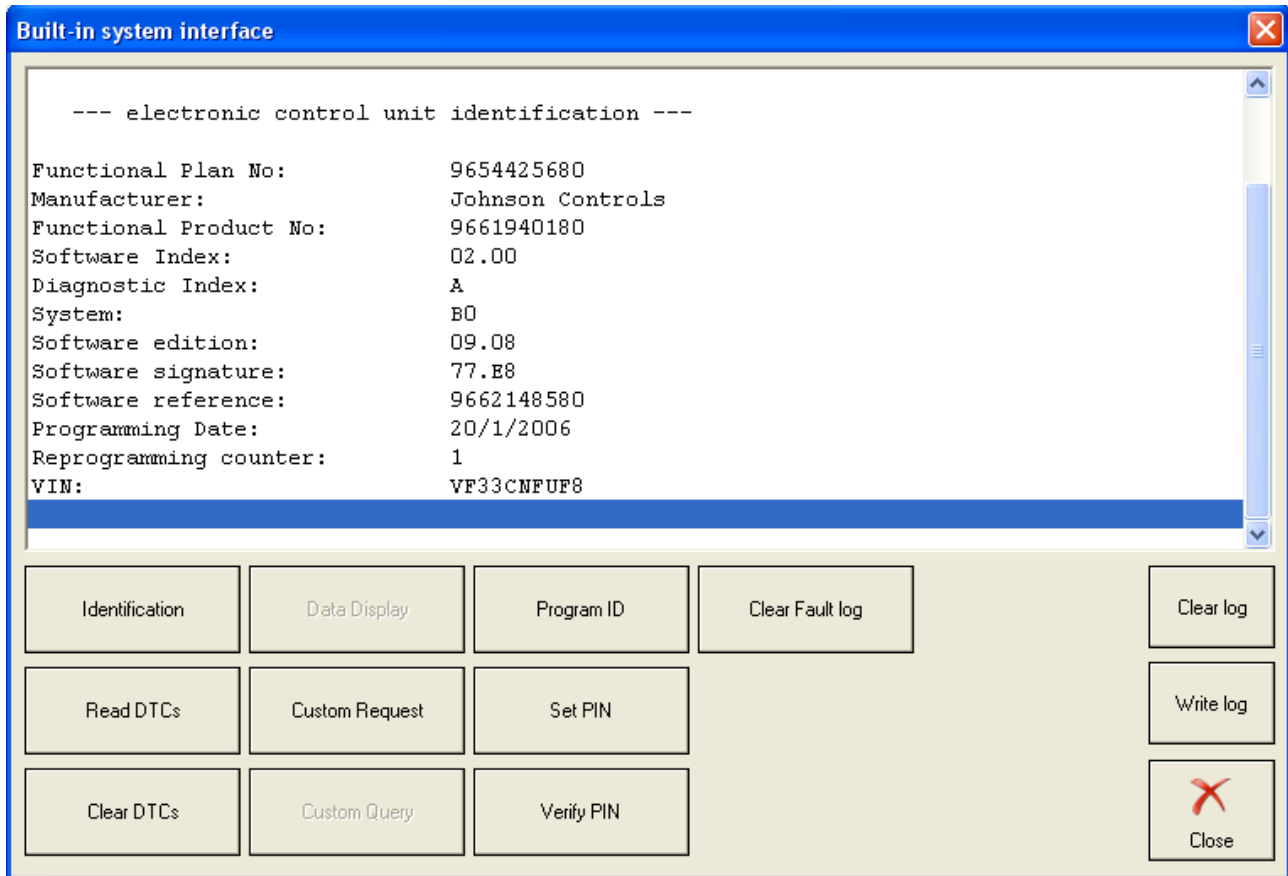 Built-in system interface
--- electronic control unit identification ---
Functional Plan No: 9654425680
Manufacturer: Johnson Controls
Functional Product No: 9661940180
Software Index: 02.00
Diagnostic Index: A
System: B0
Software edition: 09.08
Software signature: 77.E8
Software reference: 9662148580
Programming Date: 20/1/2006
Reprogramming counter: 1
VIN: VF33CNFUF8
Identification Data Display Program ID Clear Fault log Clear log
Read DTCs Custom Request Set PIN Write log
Clear DTCs Custom Query Verify PIN Close